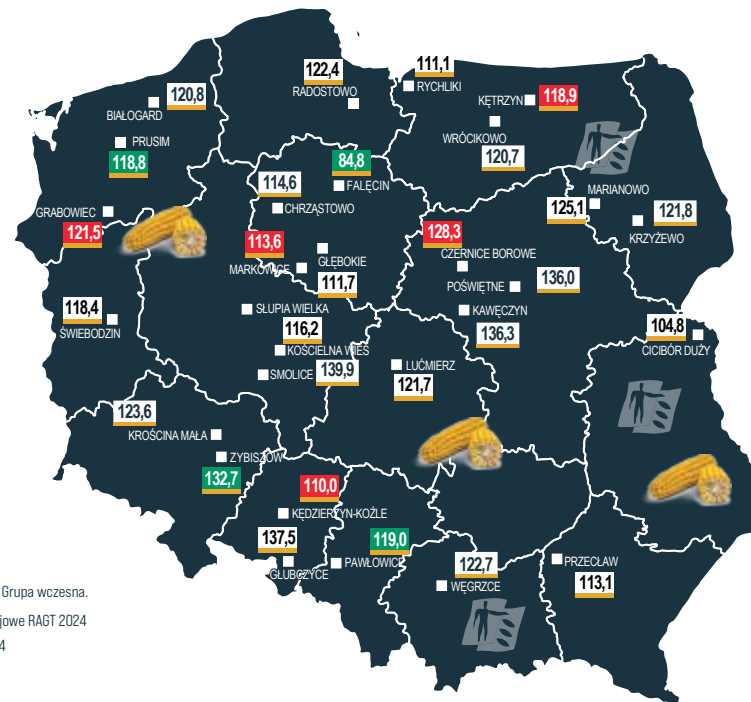 111,1
122,4
RADOSTOWO
RYCHLIKI
120,8
BIAŁOGARD
KĘTRZYN
118,9
WRÓCIKOWO
120,7
PRUSIM
118,8
84,8
FALĘCIN
114,6
CHRZĄSTOWO
MARIANOWO
125,1
121,8
KRZYŻEWO
GRABOWIEC
121,5
113,6
MARKOWICE
GŁĘBOKIE
111,7
128,3
CZERNICE BOROWE
POŚWIĘTNE
136,0
118,4
ŚWIEBODZIN
SŁUPIA WIELKA
116,2
KOŚCIELNA WIEŚ
KAWĘCZYN
136,3
104,8
CICIBÓR DUŻY
SMOLICE
139,9
LUĆMIERZ
121,7
123,6
KROŚCINA MAŁA
ZYBISZÓW
132,7
110,0
KĘDZIERZYN-KOŹLE
137,5
GŁUBCZYCE
119,0
PAWŁOWICE
122,7
WĘGRZCE
PRZECŁAW
113,1
Grupa wczesna.
jowe RAGT 2024
4